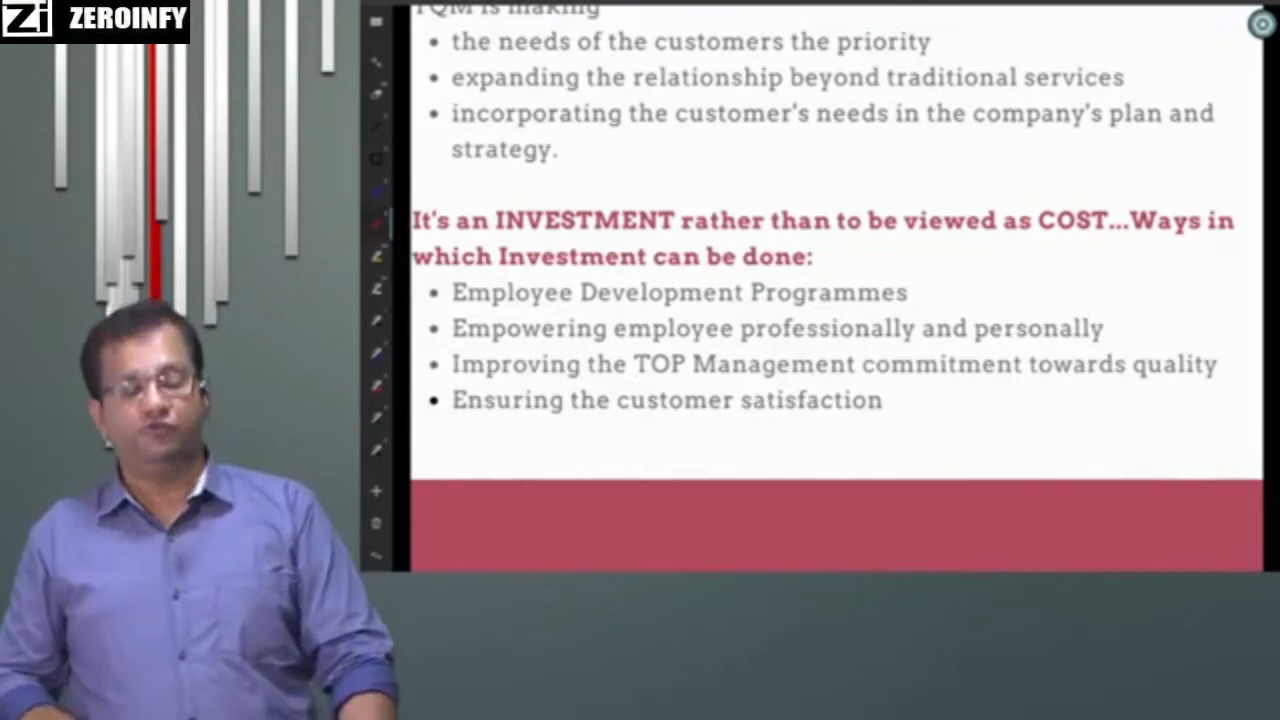 Zi ZEROINFY
TQM is making
• the needs of the customers the priority
• expanding the relationship beyond traditional services
• incorporating the customer's needs in the company's plan and
strategy.
It's an INVESTMENT rather than to be viewed as COST...Ways in
which Investment can be done:
• Employee Development Programmes
• Empowering employee professionally and personally
• Improving the TOP Management commitment towards quality
• Ensuring the customer satisfaction